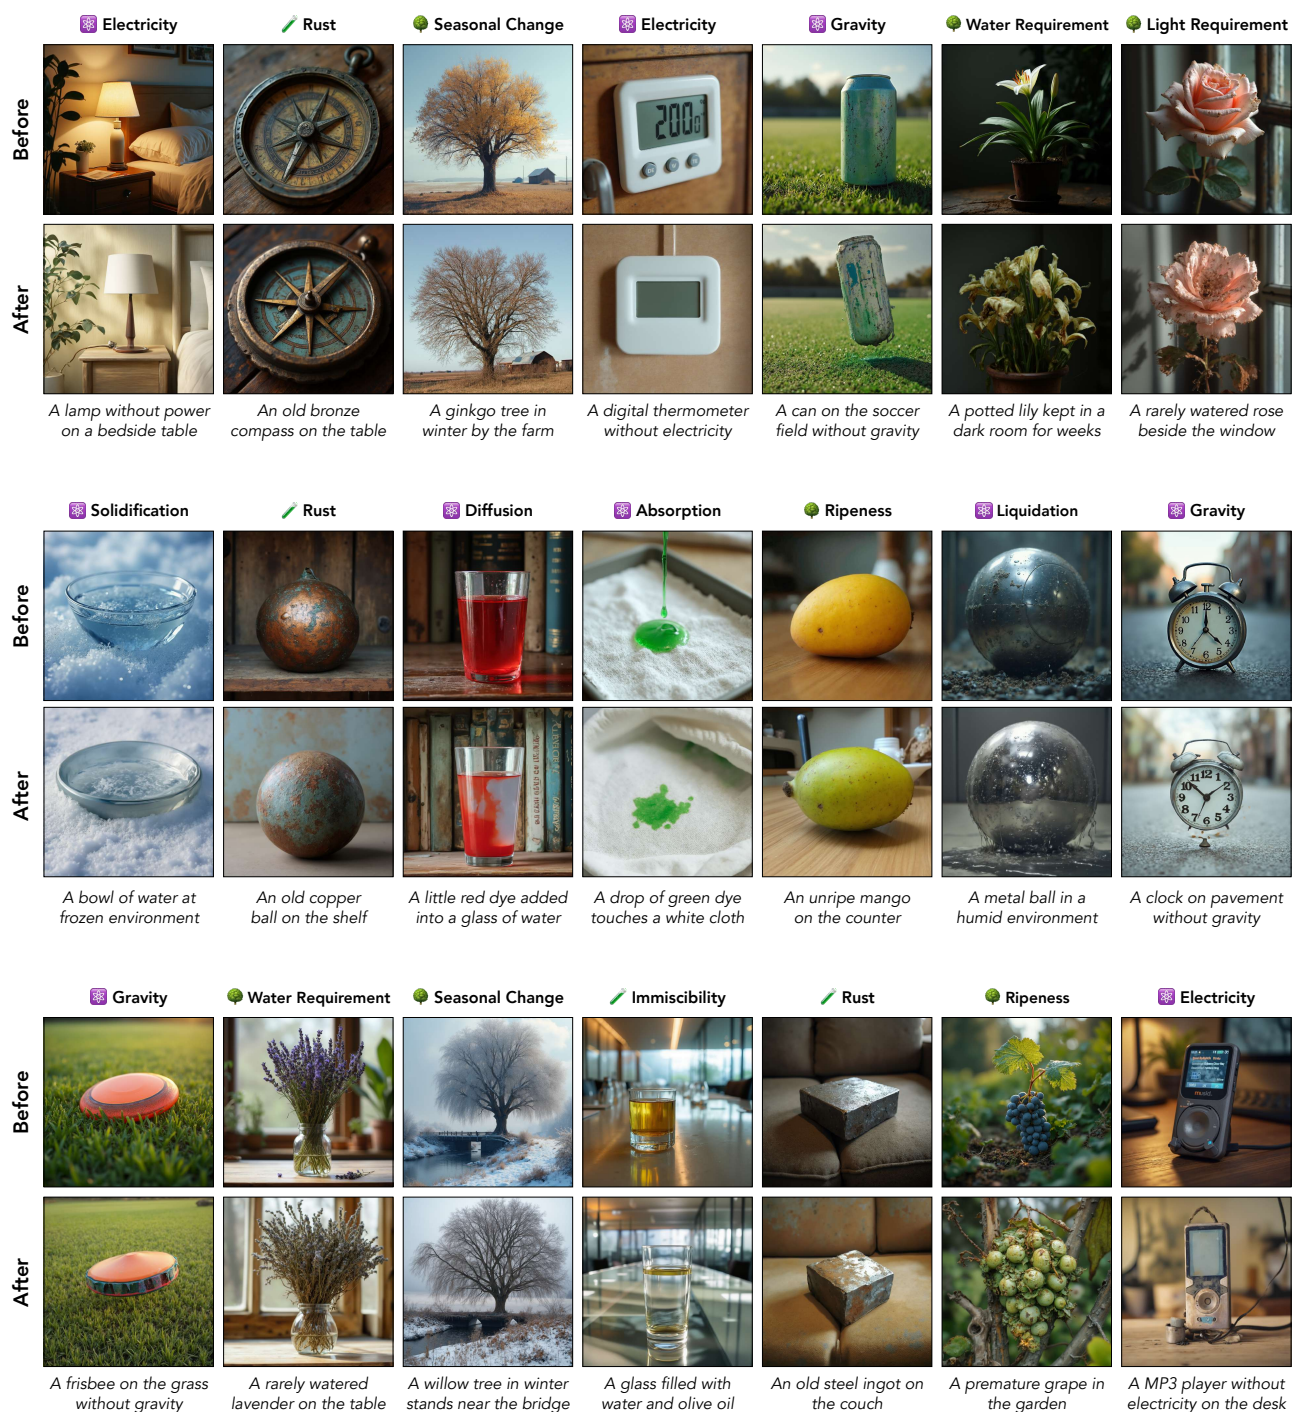 Electricity
Rust
Seasonal Change
Electricity
Gravity
Water Requirement
Light Requirement
Before
200
After
A lamp without power
on a bedside table
An old bronze
compass on the table
A ginkgo tree in
winter by the farm
A digital thermometer
without electricity
A can on the soccer
field without gravity
A potted lily kept in a
dark room for weeks
A rarely watered rose
beside the window
Solidification
Rust
Diffusion
Absorption
Ripeness
Liquidation
Gravity
Before
After
A bowl of water at
frozen environment
An old copper
ball on the shelf
A little red dye added
into a glass of water
A drop of green dye
touches a white cloth
An unripe mango
on the counter
A metal ball in a
humid environment
A clock on pavement
without gravity
Gravity
Water Requirement
Seasonal Change
Immiscibility
Rust
Ripeness
Electricity
Before
After
A frisbee on the grass
without gravity
A rarely watered
lavender on the table
A willow tree in winter
stands near the bridge
A glass filled with
water and olive oil
An old steel ingot on
the couch
A premature grape in
the garden
A MP3 player without
electricity on the desk